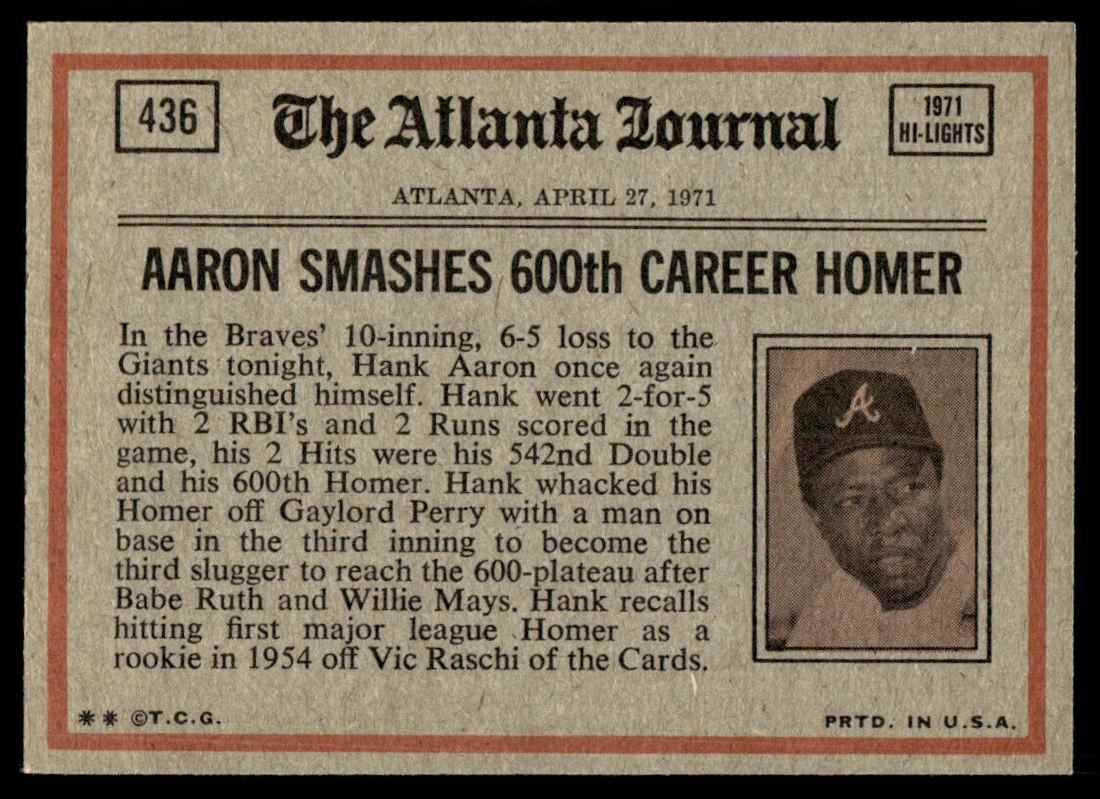 436
The Atlanta Journal
1971
HI-LIGHTS
ATLANTA, APRIL 27, 1971
AARON SMASHES 600th CAREER HOMER
In the Braves' 10-inning, 6-5 loss to the
Giants tonight, Hank Aaron once again
distinguished himself. Hank went 2-for-5
with 2 RBI's and 2 Runs scored in the
game, his 2 Hits were his 542nd Double
and his 600th Homer. Hank whacked his
Homer off Gaylord Perry with a man on
base in the third inning to become the
third slugger to reach the 600-plateau after
Babe Ruth and Willie Mays. Hank recalls
hitting first major league Homer as a
rookie in 1954 off Vic Raschi of the Cards.
A
** ©T.C.G.
PRTD. IN U.S.A.